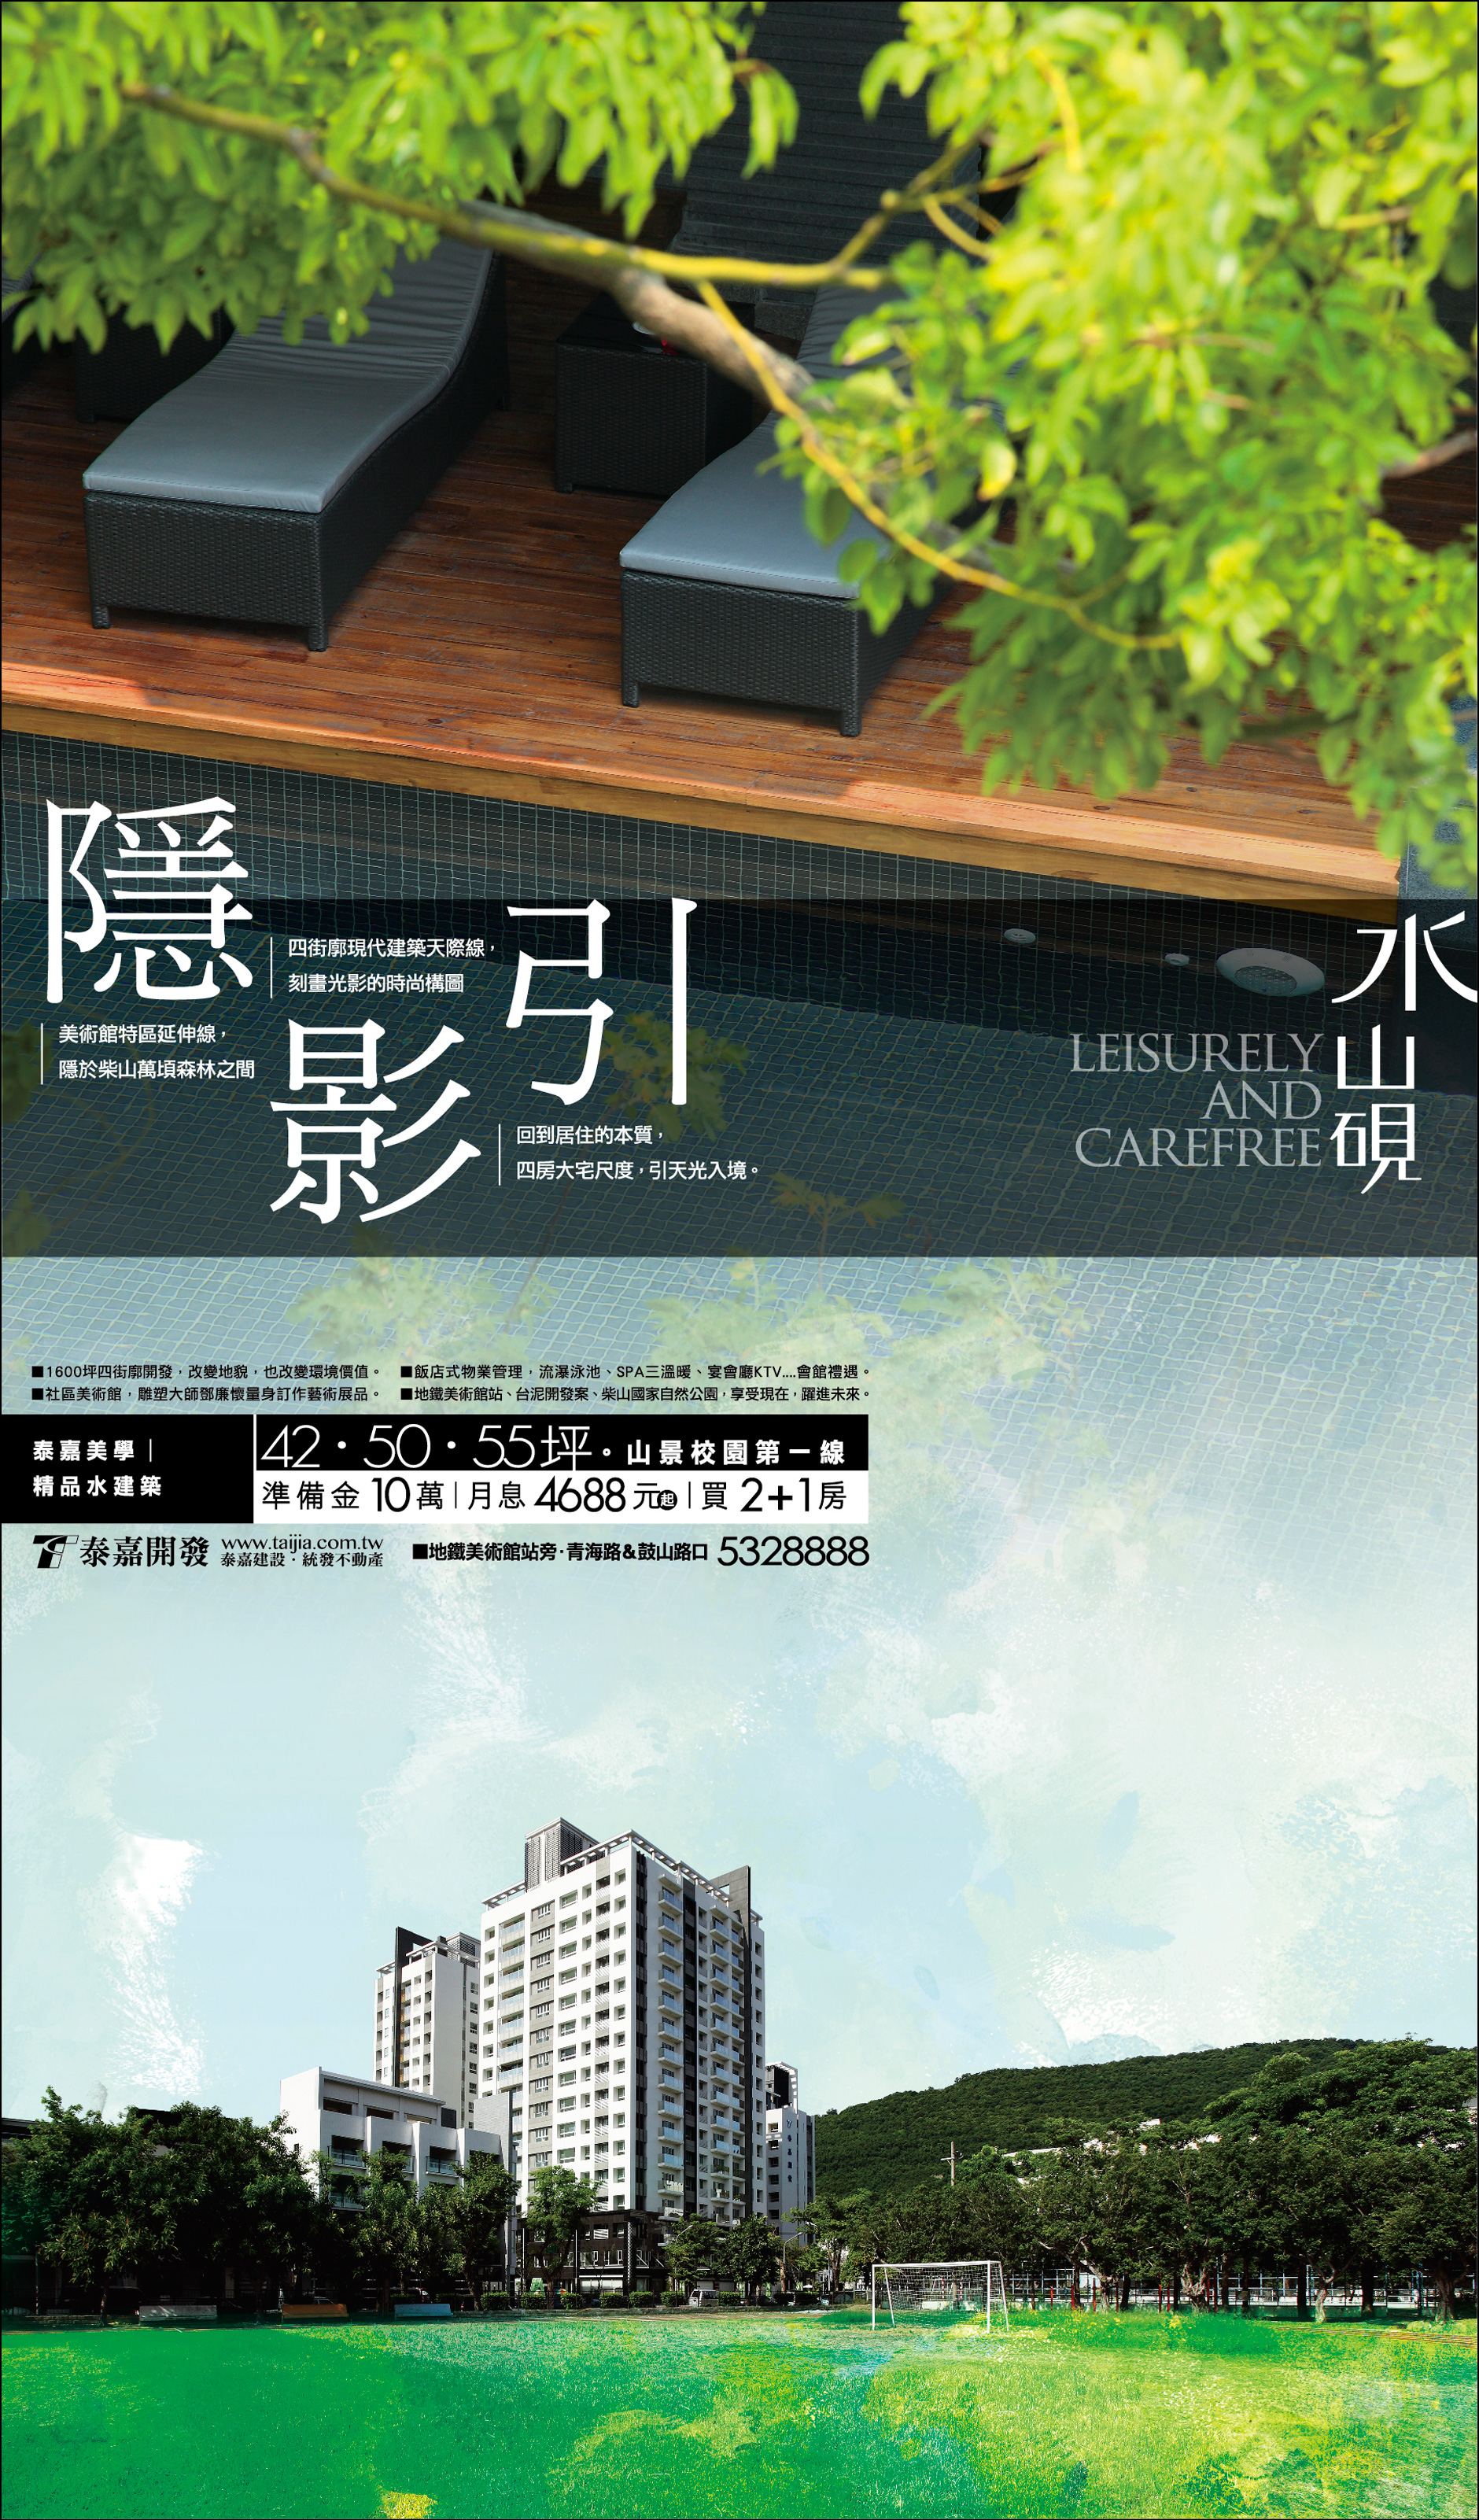 隱
四街廓現代建築天際線，
刻畫光影的時尚構圖
引
美術館特區延伸線，
隱於柴山萬頃森林之間
影
回到居住的本質，
四房大宅尺度，引天光入境。
水山硯
LEISURELY
AND
CAREFREE
■1600坪四街廓開發，改變地貌，也改變環境價值。 ■飯店式物業管理，流瀑泳池、SPA三溫暖、宴會廳KTV....會館禮遇。
■社區美術館，雕塑大師鄧廉懷量身訂作藝術展品。 ■地鐵美術館站、台泥開發案、柴山國家自然公園，享受現在，躍進未來。
泰嘉美學｜
精品水建築
42·50·55坪。山景校園第一線
準備金10萬｜月息4688元起｜買2+1房
泰嘉開發 www.taijia.com.tw
泰嘉建設·統發不動產
■地鐵美術館站旁·青海路&鼓山路口 5328888